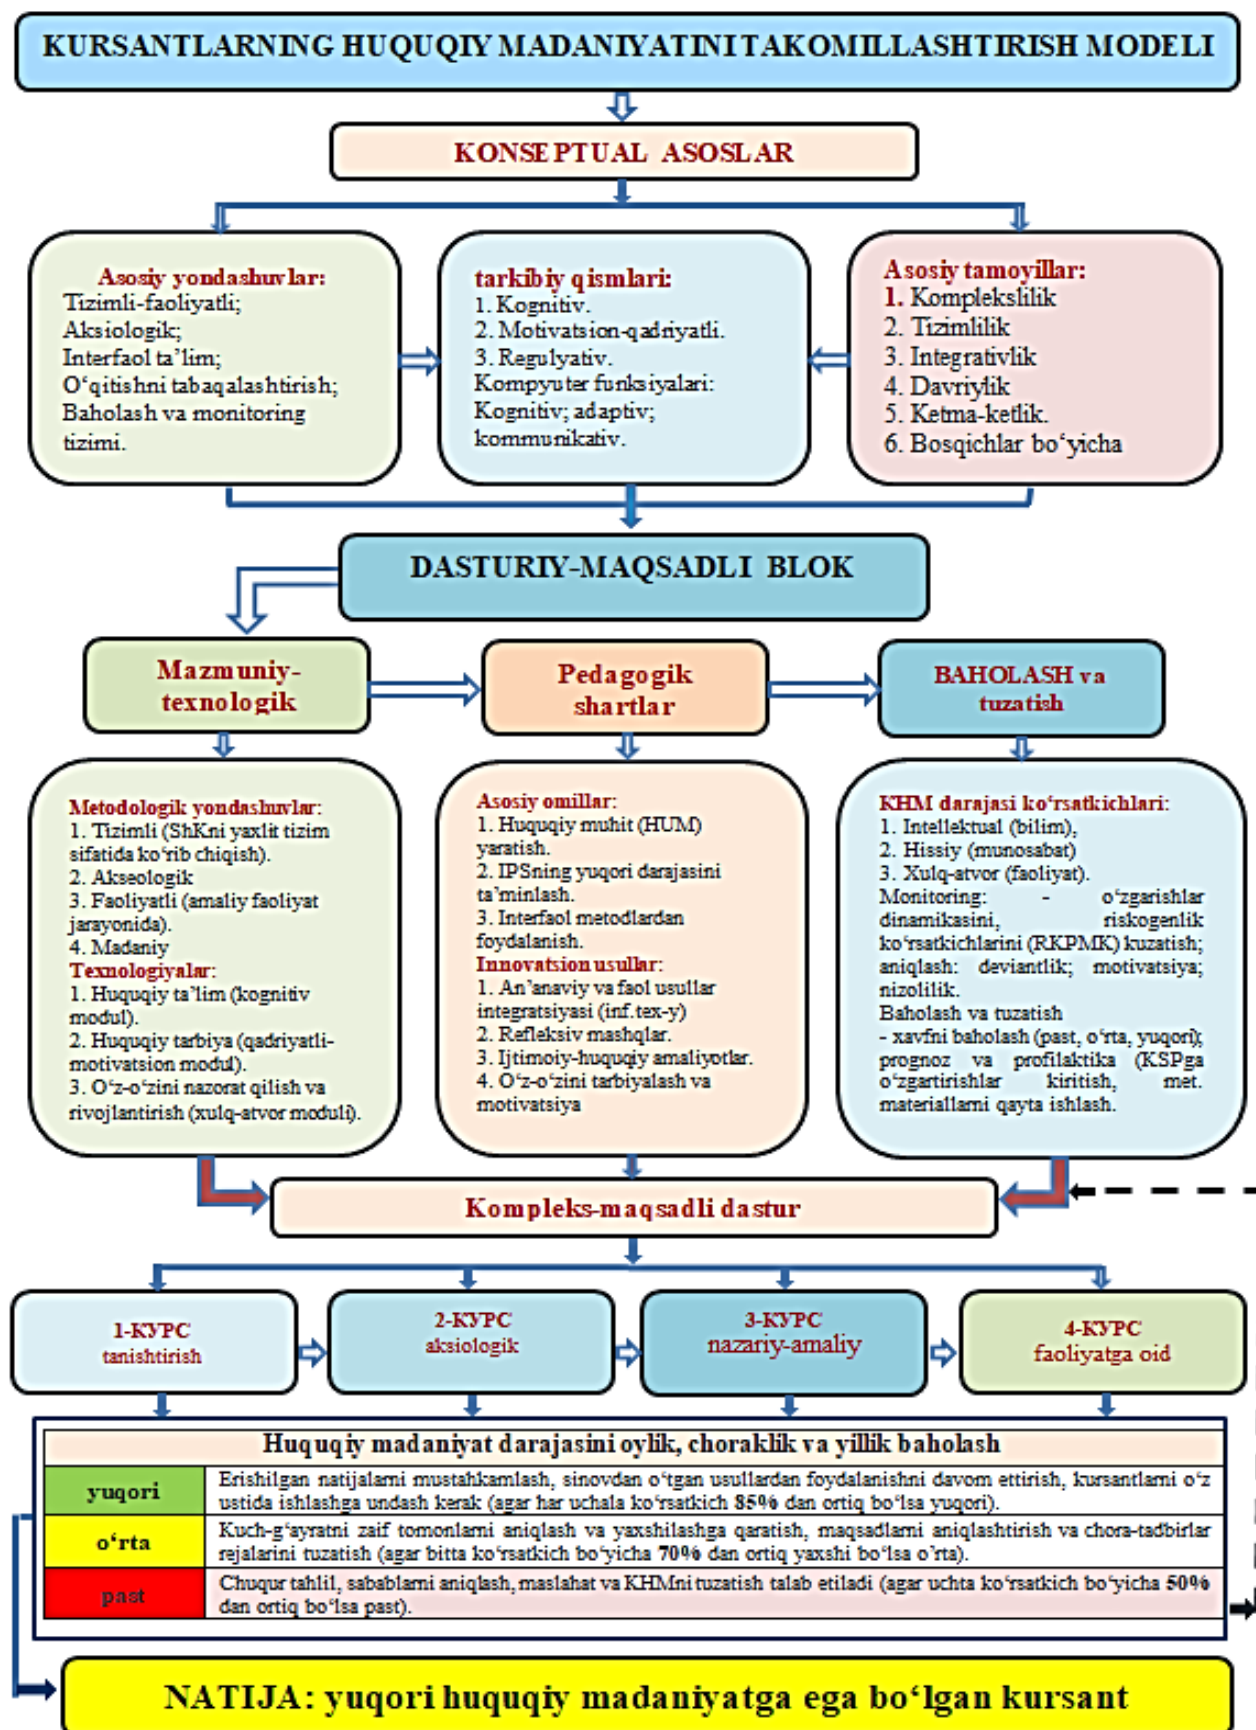 KURSANTLARNING HUQUQIY MADANIYATINI TAKOMILLASHTIRISH MODELI
KONSEPTUAL ASOSLAR
Asosiy yondashuvlar:
Tizimli-faoliyatli;
Aksiologik;
Interfaol ta’lim;
O‘qitishni tabaqalashtirish;
Baholash va monitoring
tizimi.
tarkibiy qismlari:
1. Kognitiv.
2. Motivatsion-qadriyatli.
3. Regulyativ.
Kompyuter funksiyalari:
Kognitiv; adaptiv;
kommunikativ.
Asosiy tamoyillar:
1. Komplekslilik
2. Tizimlilik
3. Integrativlik
4. Davriylik
5. Ketma-ketlik.
6. Bosqichlar bo‘yicha
DASTURIY-MAQSADLI BLOK
Mazmuniy-
texnologik
Pedagogik
shartlar
BAHOLASH va
tuzatish
Metodologik yondashuvlar:
1. Tizimli (ShKni yaxlit tizim
sifatida ko‘rib chiqish).
2. Akseologik
3. Faoliyatli (amaliy faoliyat
jarayonida).
4. Madaniy
Texnologiyalar:
1. Huquqiy ta’lim (kognitiv
modul).
2. Huquqiy tarbiya (qadriyatli-
motivatsion modul).
3. O‘z-o‘zini nazorat qilish va
rivojlantirish (xulq-atvor moduli).
Asosiy omillar:
1. Huquqiy muhit (HUM)
yaratish.
2. IPSning yuqori darajasini
ta’minlash.
3. Interfaol metodlardan
foydalanish.
Innovatsion usullar:
1. An’anaviy va faol usullar
integratsiyasi (inf.tex-y)
2. Refleksiv mashqlar.
3. Ijtimoiy-huquqiy amaliyotlar.
4. O‘z-o‘zini tarbiyalash va
motivatsiya
KHM darajasi ko‘rsatkichlari:
1. Intellektual (bilim),
2. Hissiy (munosabat)
3. Xulq-atvor (faoliyat).
Monitoring: - o‘zgarishlar
dinamikasini, riskogenlik
ko‘rsatkichlarini (RKPMK) kuzatish;
aniqlash: deviantlik; motivatsiya;
nizolilik.
Baholash va tuzatish
- xavfni baholash (past, o‘rta, yuqori);
prognoz va profilaktika (KSPga
o‘zgartirishlar kiritish, met.
materiallarni qayta ishlash.
Kompleks-maqsadli dastur
1-КУРС
tanishtirish
2-КУРС
aksiologik
3-КУРС
nazariy-amaliy
4-КУРС
faoliyatga oid
Huquqiy madaniyat darajasini oylik, choraklik va yillik baholash
yuqori
Erishilgan natijalarni mustahkamlash, sinovdan o‘tgan usullardan foydalanishni davom ettirish, kursantlarni o‘z
ustida ishlashga undash kerak (agar har uchala ko‘rsatkich 85% dan ortiq bo‘lsa yuqori).
o‘rta
Kuch-g‘ayratni zaif tomonlarni aniqlash va yaxshilashga qaratish, maqsadlarni aniqlashtirish va chora-tadbirlar
rejalarini tuzatish (agar bitta ko‘rsatkich bo‘yicha 70% dan ortiq yaxshi bo‘lsa o‘rta).
past
Chuqur tahlil, sabablarni aniqlash, maslahat va KHMni tuzatish talab etiladi (agar uchta ko‘rsatkich bo‘yicha 50%
dan ortiq bo‘lsa past).
NATIJA: yuqori huquqiy madaniyatga ega bo‘lgan kursant